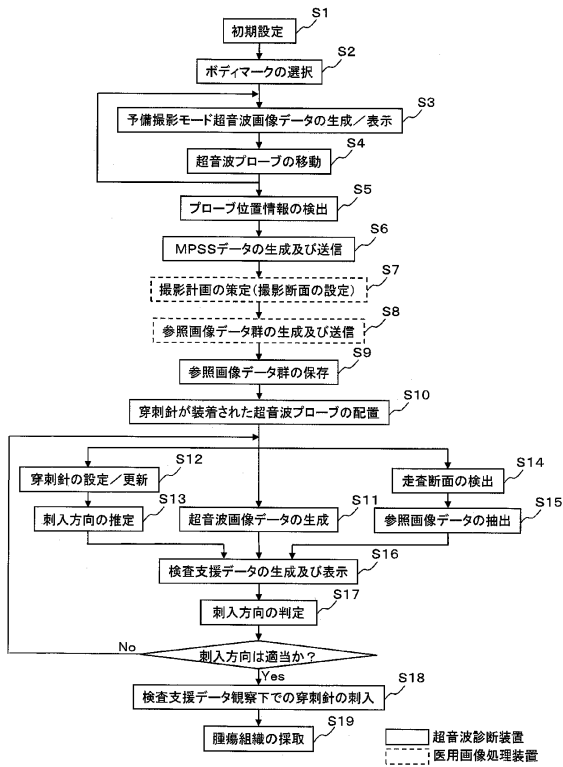 S1
初期設定
S2
ボディマークの選択
S3
予備撮影モード超音波画像データの生成／表示
S4
超音波プローブの移動
S5
プローブ位置情報の検出
S6
MPSSデータの生成及び送信
S7
撮影計画の策定(撮影断面の設定)
S8
参照画像データ群の生成及び送信
S9
参照画像データ群の保存
S10
穿刺針が装着された超音波プローブの配置
S12
穿刺針の設定／更新
S13
刺入方向の推定
S11
超音波画像データの生成
S14
走査断面の検出
S15
参照画像データの抽出
S16
検査支援データの生成及び表示
S17
刺入方向の判定
No
刺入方向は適当か？
Yes
S18
検査支援データ観察下での穿刺針の刺入
S19
腫瘍組織の採取
超音波診断装置
医用画像処理装置